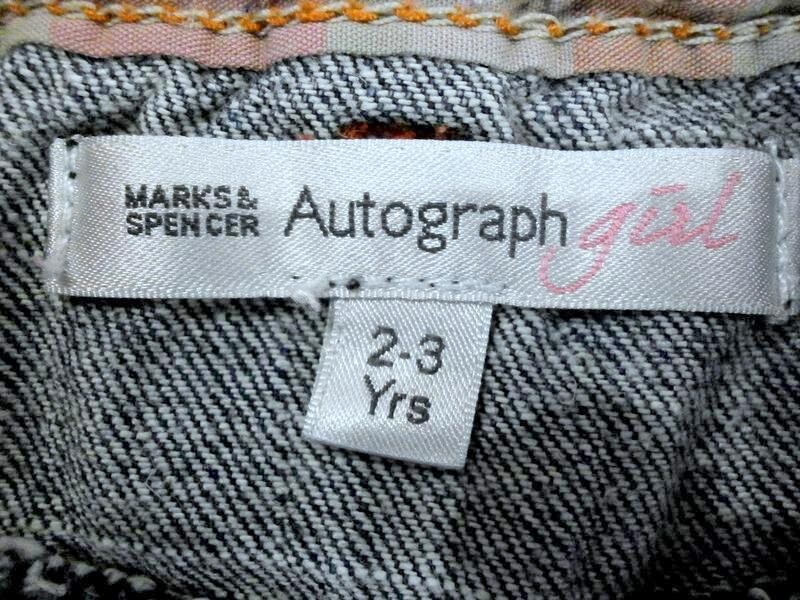 MARKS &
SPENCER Autograph girl
2-3
Yrs